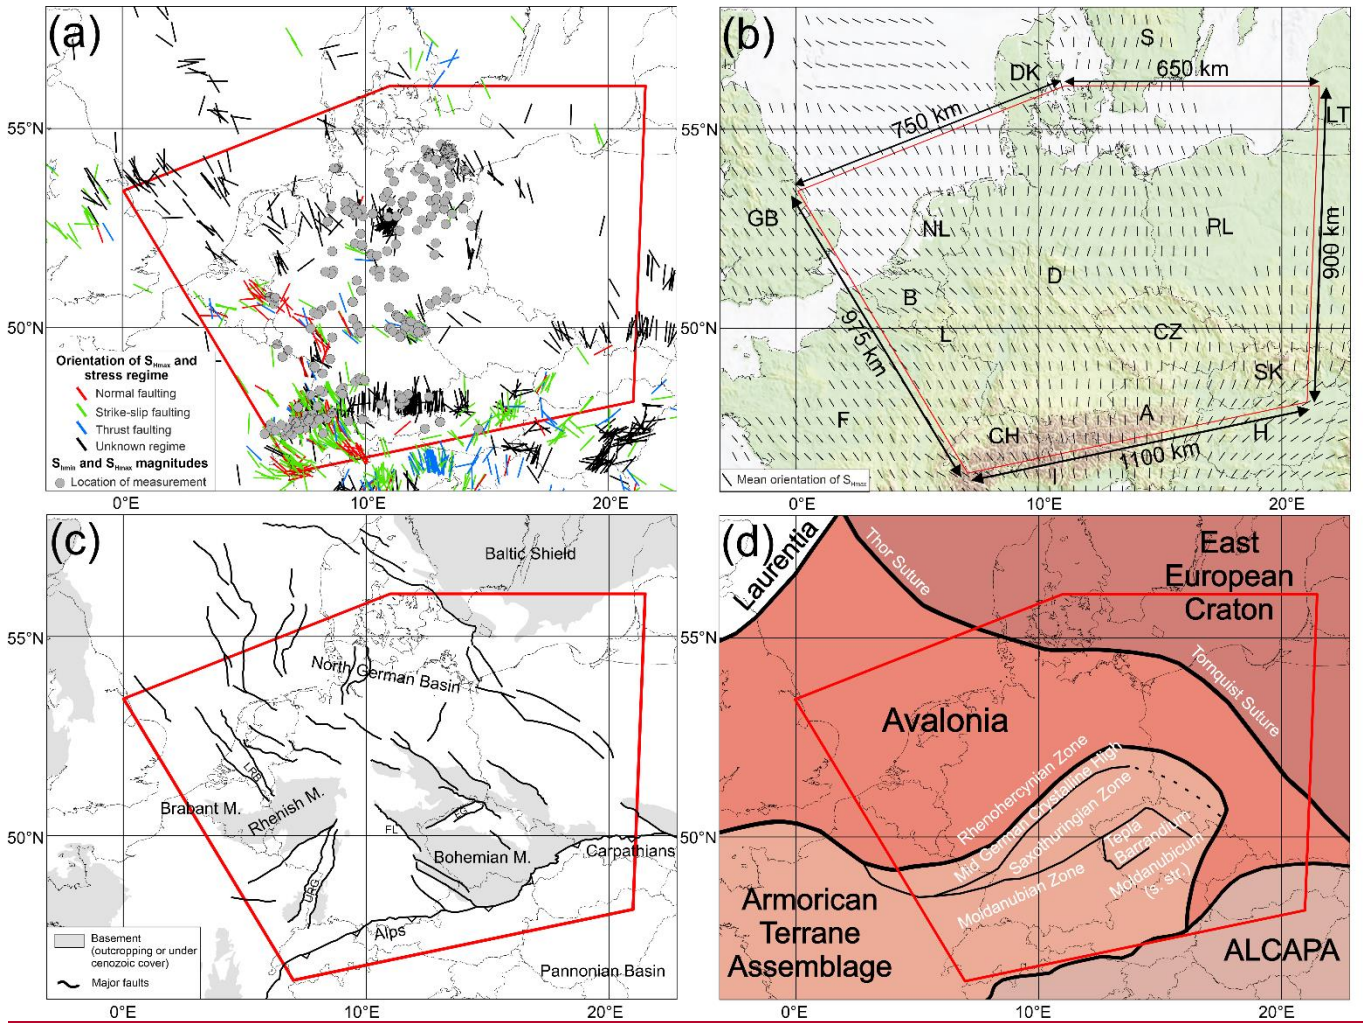 (a)
55°N
50°N
Orientation of SHmax and
stress regime
Normal faulting
Strike-slip faulting
Thrust faulting
Unknown regime
Shmin and SHmax magnitudes
Location of measurement
0°E
10°E
20°E
(b)
S
DK
650 km
750 km
LT
GB
NL
PL
900 km
D
B
975 km
L
CZ
SK
F
A
CH
H
1100 km
I
Mean orientation of SHmax
0°E
10°E
20°E
(c)
Baltic Shield
55°N
North German Basin
LRB
Brabant M.
Rhenish M.
50°N
FL
EG
Bohemian M.
Carpathians
URG
Alps
Pannonian Basin
Basement
(outcropping or under
cenozoic cover)
Major faults
0°E
10°E
20°E
(d)
Laurentia
Thor Suture
East
European
Craton
Tornquist Suture
Avalonia
Rhenohercynian Zone
Mid German Crystalline High
Saxothuringian Zone
Tepla
Barrandium
Moldanubian Zone
Moldanubicum
(s. str.)
Armorican
Terrane
Assemblage
ALCAPA
0°E
10°E
20°E